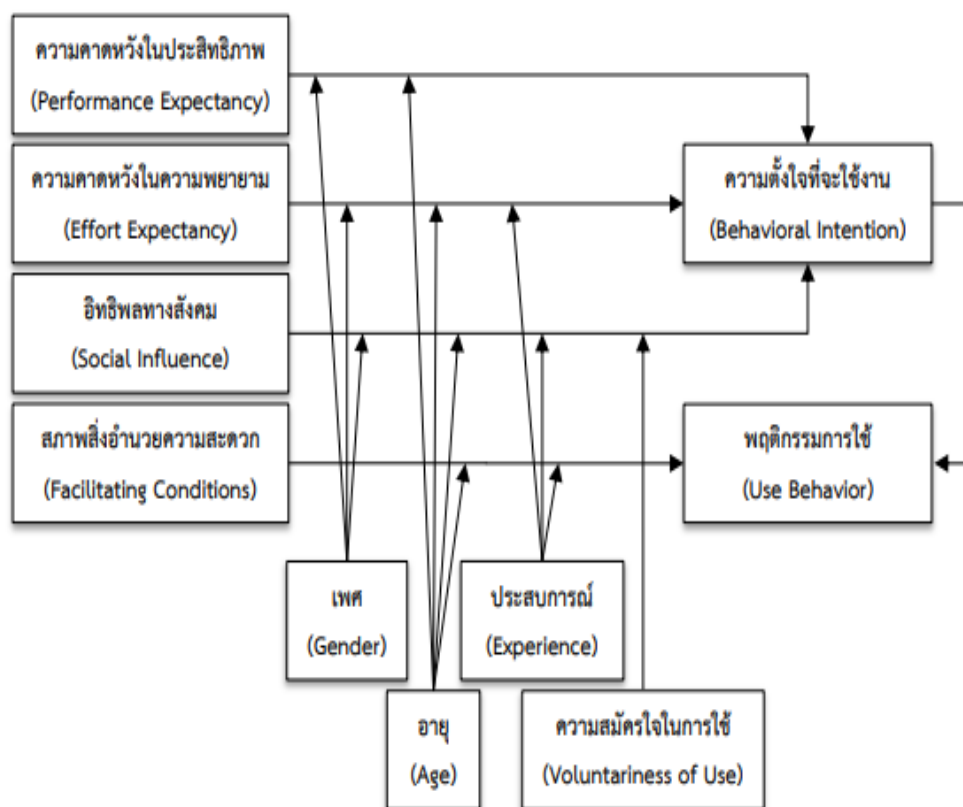 ความคาดหวังในประสิทธิภาพ
(Performance Expectancy)
ความคาดหวังในความพยายาม
(Effort Expectancy)
ความตั้งใจที่จะใช้งาน
(Behavioral Intention)
อิทธิพลทางสังคม
(Social Influence)
สภาพสิ่งอำนวยความสะดวก
(Facilitating Conditions)
พฤติกรรมการใช้
(Use Behavior)
เพศ
(Gender)
ประสบการณ์
(Experience)
อายุ
(Age)
ความสมัครใจในการใช้
(Voluntariness of Use)